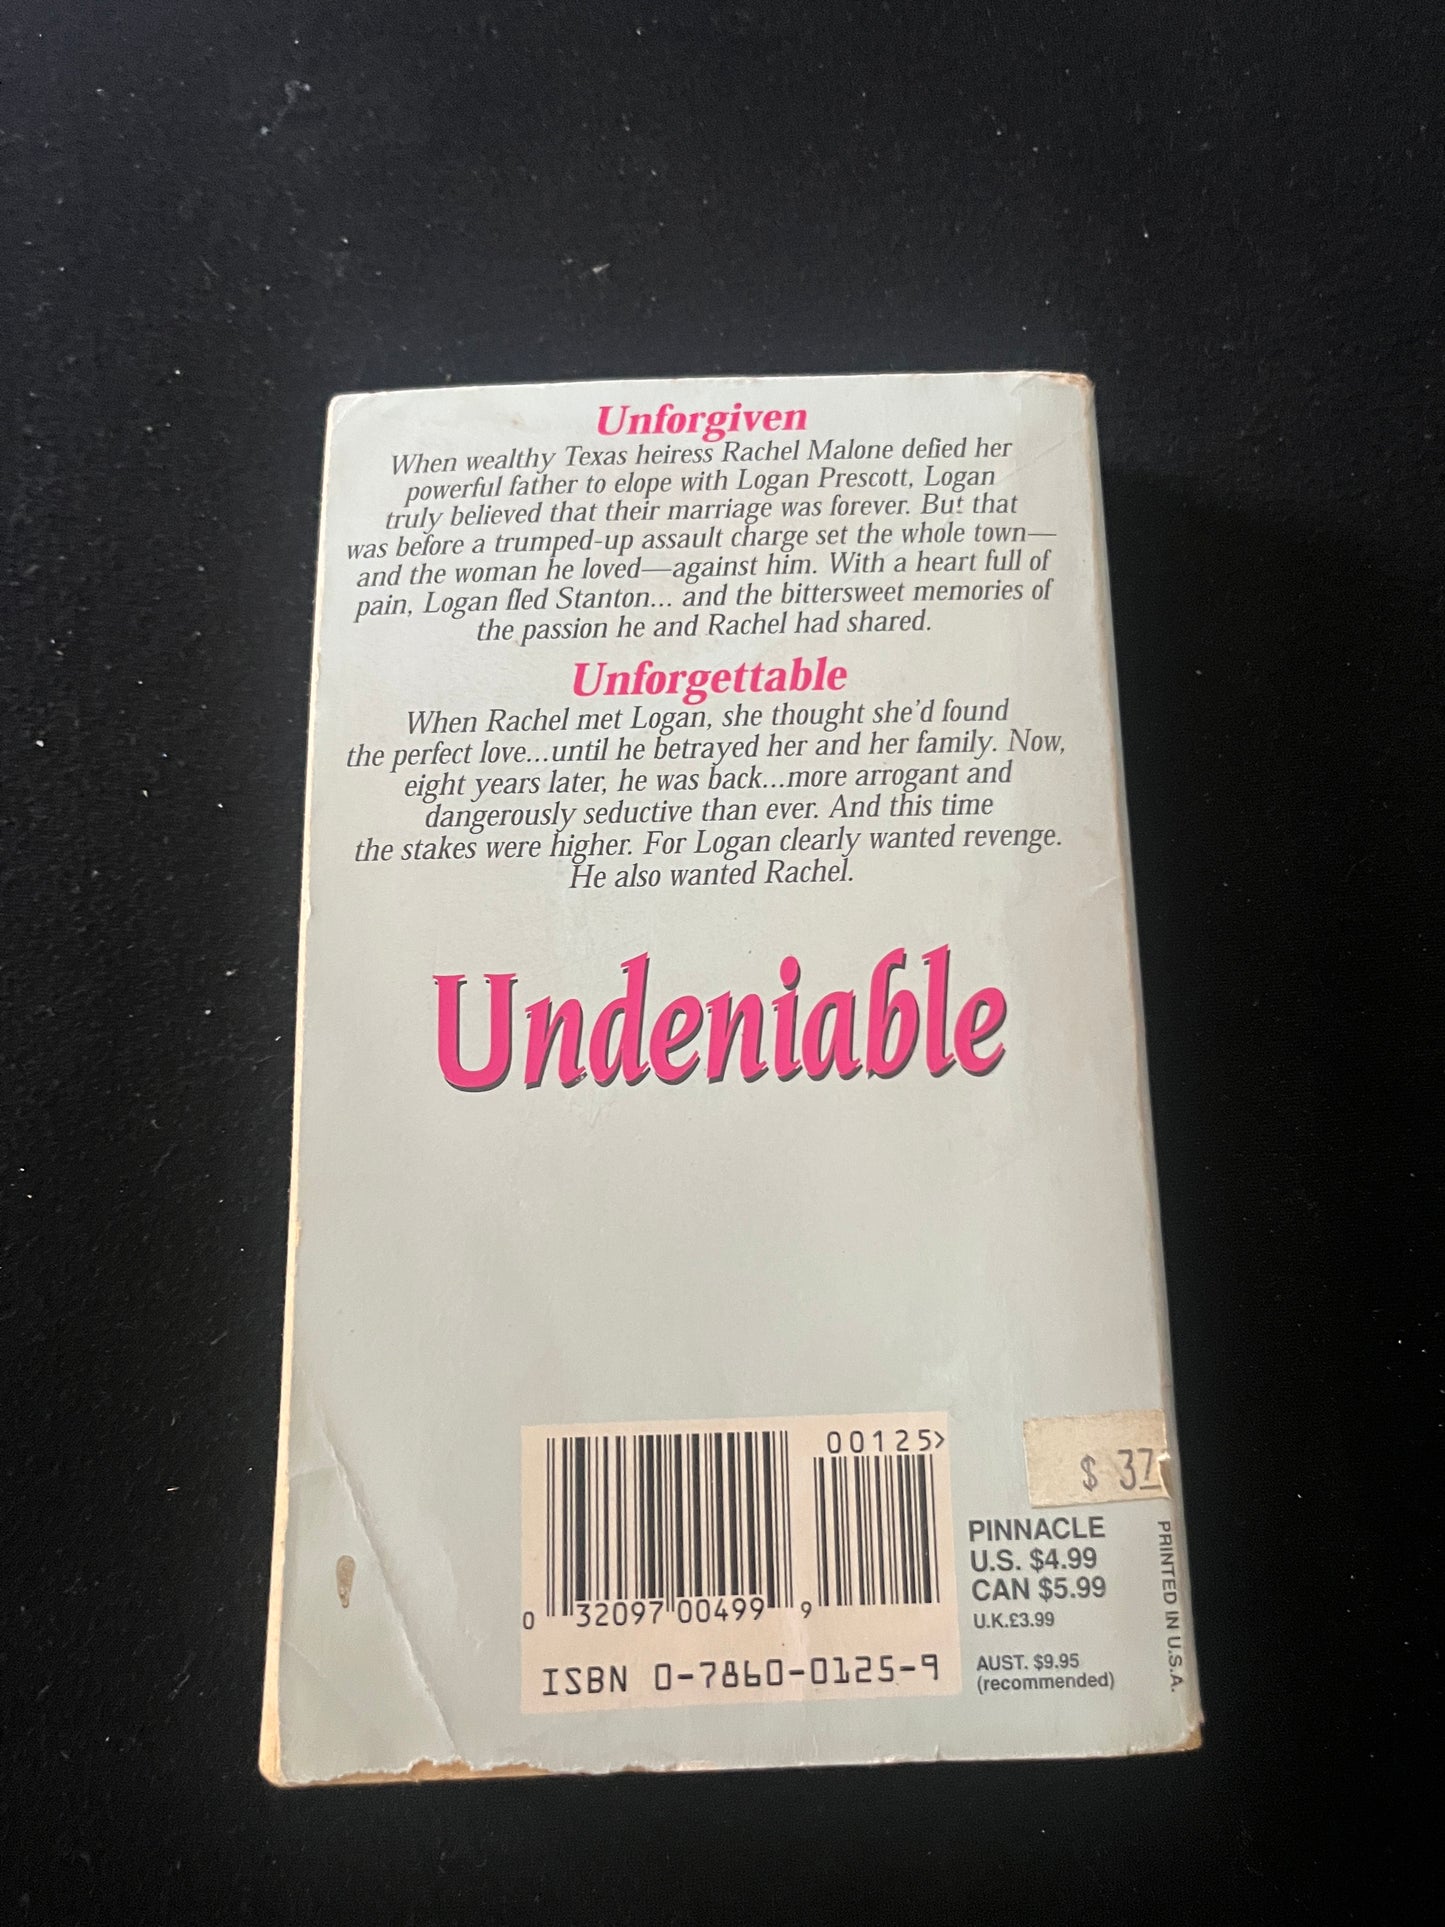 Unforgiven
When wealthy Texas heiress Rachel Malone defied her
powerful father to elope with Logan Prescott, Logan
truly believed that their marriage was forever. But that
was before a trumped-up assault charge set the whole town—
and the woman he loved—against him. With a heart full of
pain, Logan fled Stanton... and the bittersweet memories of
the passion he and Rachel had shared.
Unforgettable
When Rachel met Logan, she thought she'd found
the perfect love...until he betrayed her and her family. Now,
eight years later, he was back...more arrogant and
dangerously seductive than ever. And this time
the stakes were higher. For Logan clearly wanted revenge.
He also wanted Rachel.
Undeniable
00125>
$ 37
0 32097 00499 9
ISBN 0-7860-0125-9
PINNACLE
U.S. $4.99
CAN $5.99
U.K.£3.99
AUST. $9.95
(recommended)
PRINTED IN U.S.A.